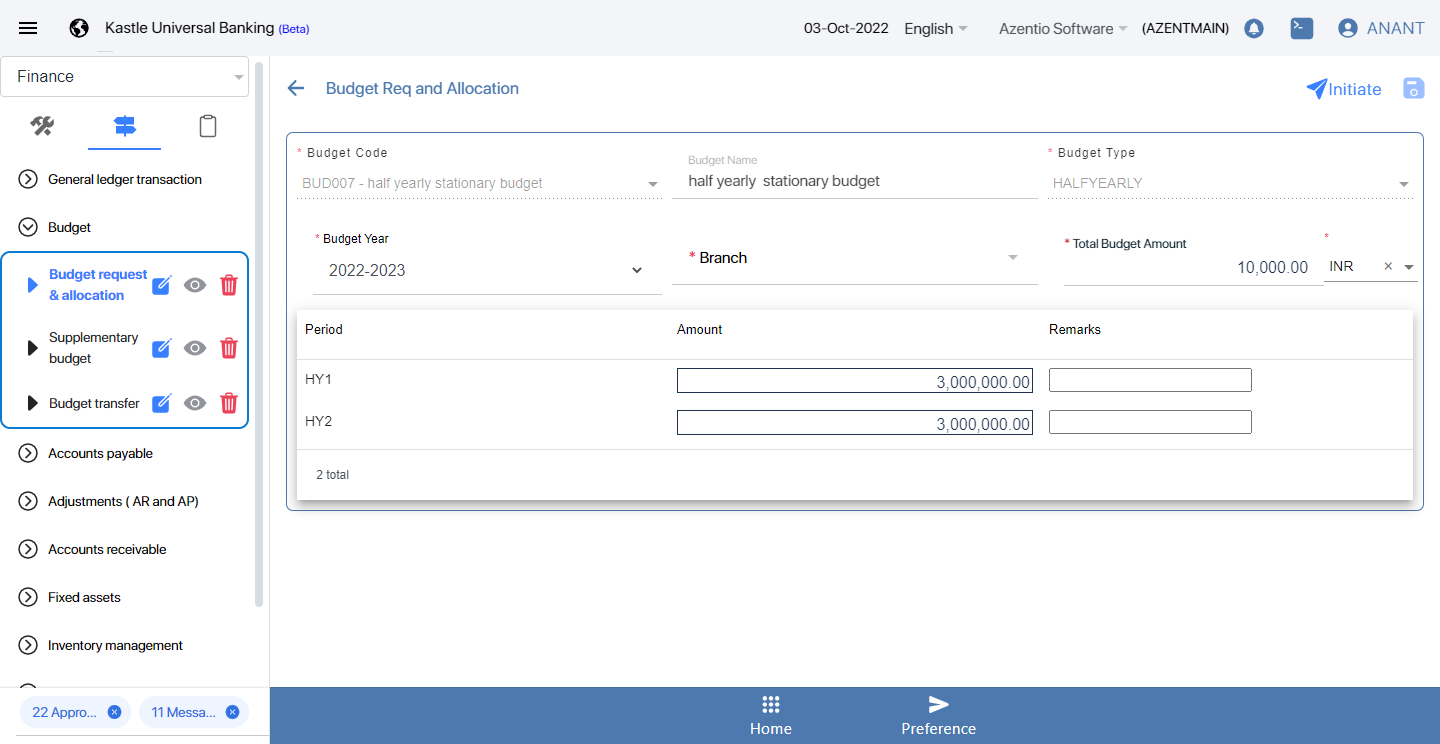 Kastle Universal Banking (Beta)
03-Oct-2022
English
Azentio Software
(AZENTMAIN)
ANANT
Finance
General ledger transaction
Budget
Budget request
& allocation
Supplementary
budget
Budget transfer
Accounts payable
Adjustments ( AR and AP)
Accounts receivable
Fixed assets
Inventory management
22 Appro...
11 Messa...
Budget Req and Allocation
Initiate
* Budget Code
BUD007 - half yearly stationary budget
Budget Name
half yearly  stationary budget
* Budget Type
HALFYEARLY
* Budget Year
2022-2023
* Branch
* Total Budget Amount
10,000.00
*
INR
Period Amount Remarks
HY1 3,000,000.00
HY2 3,000,000.00
2 total
Home
Preference